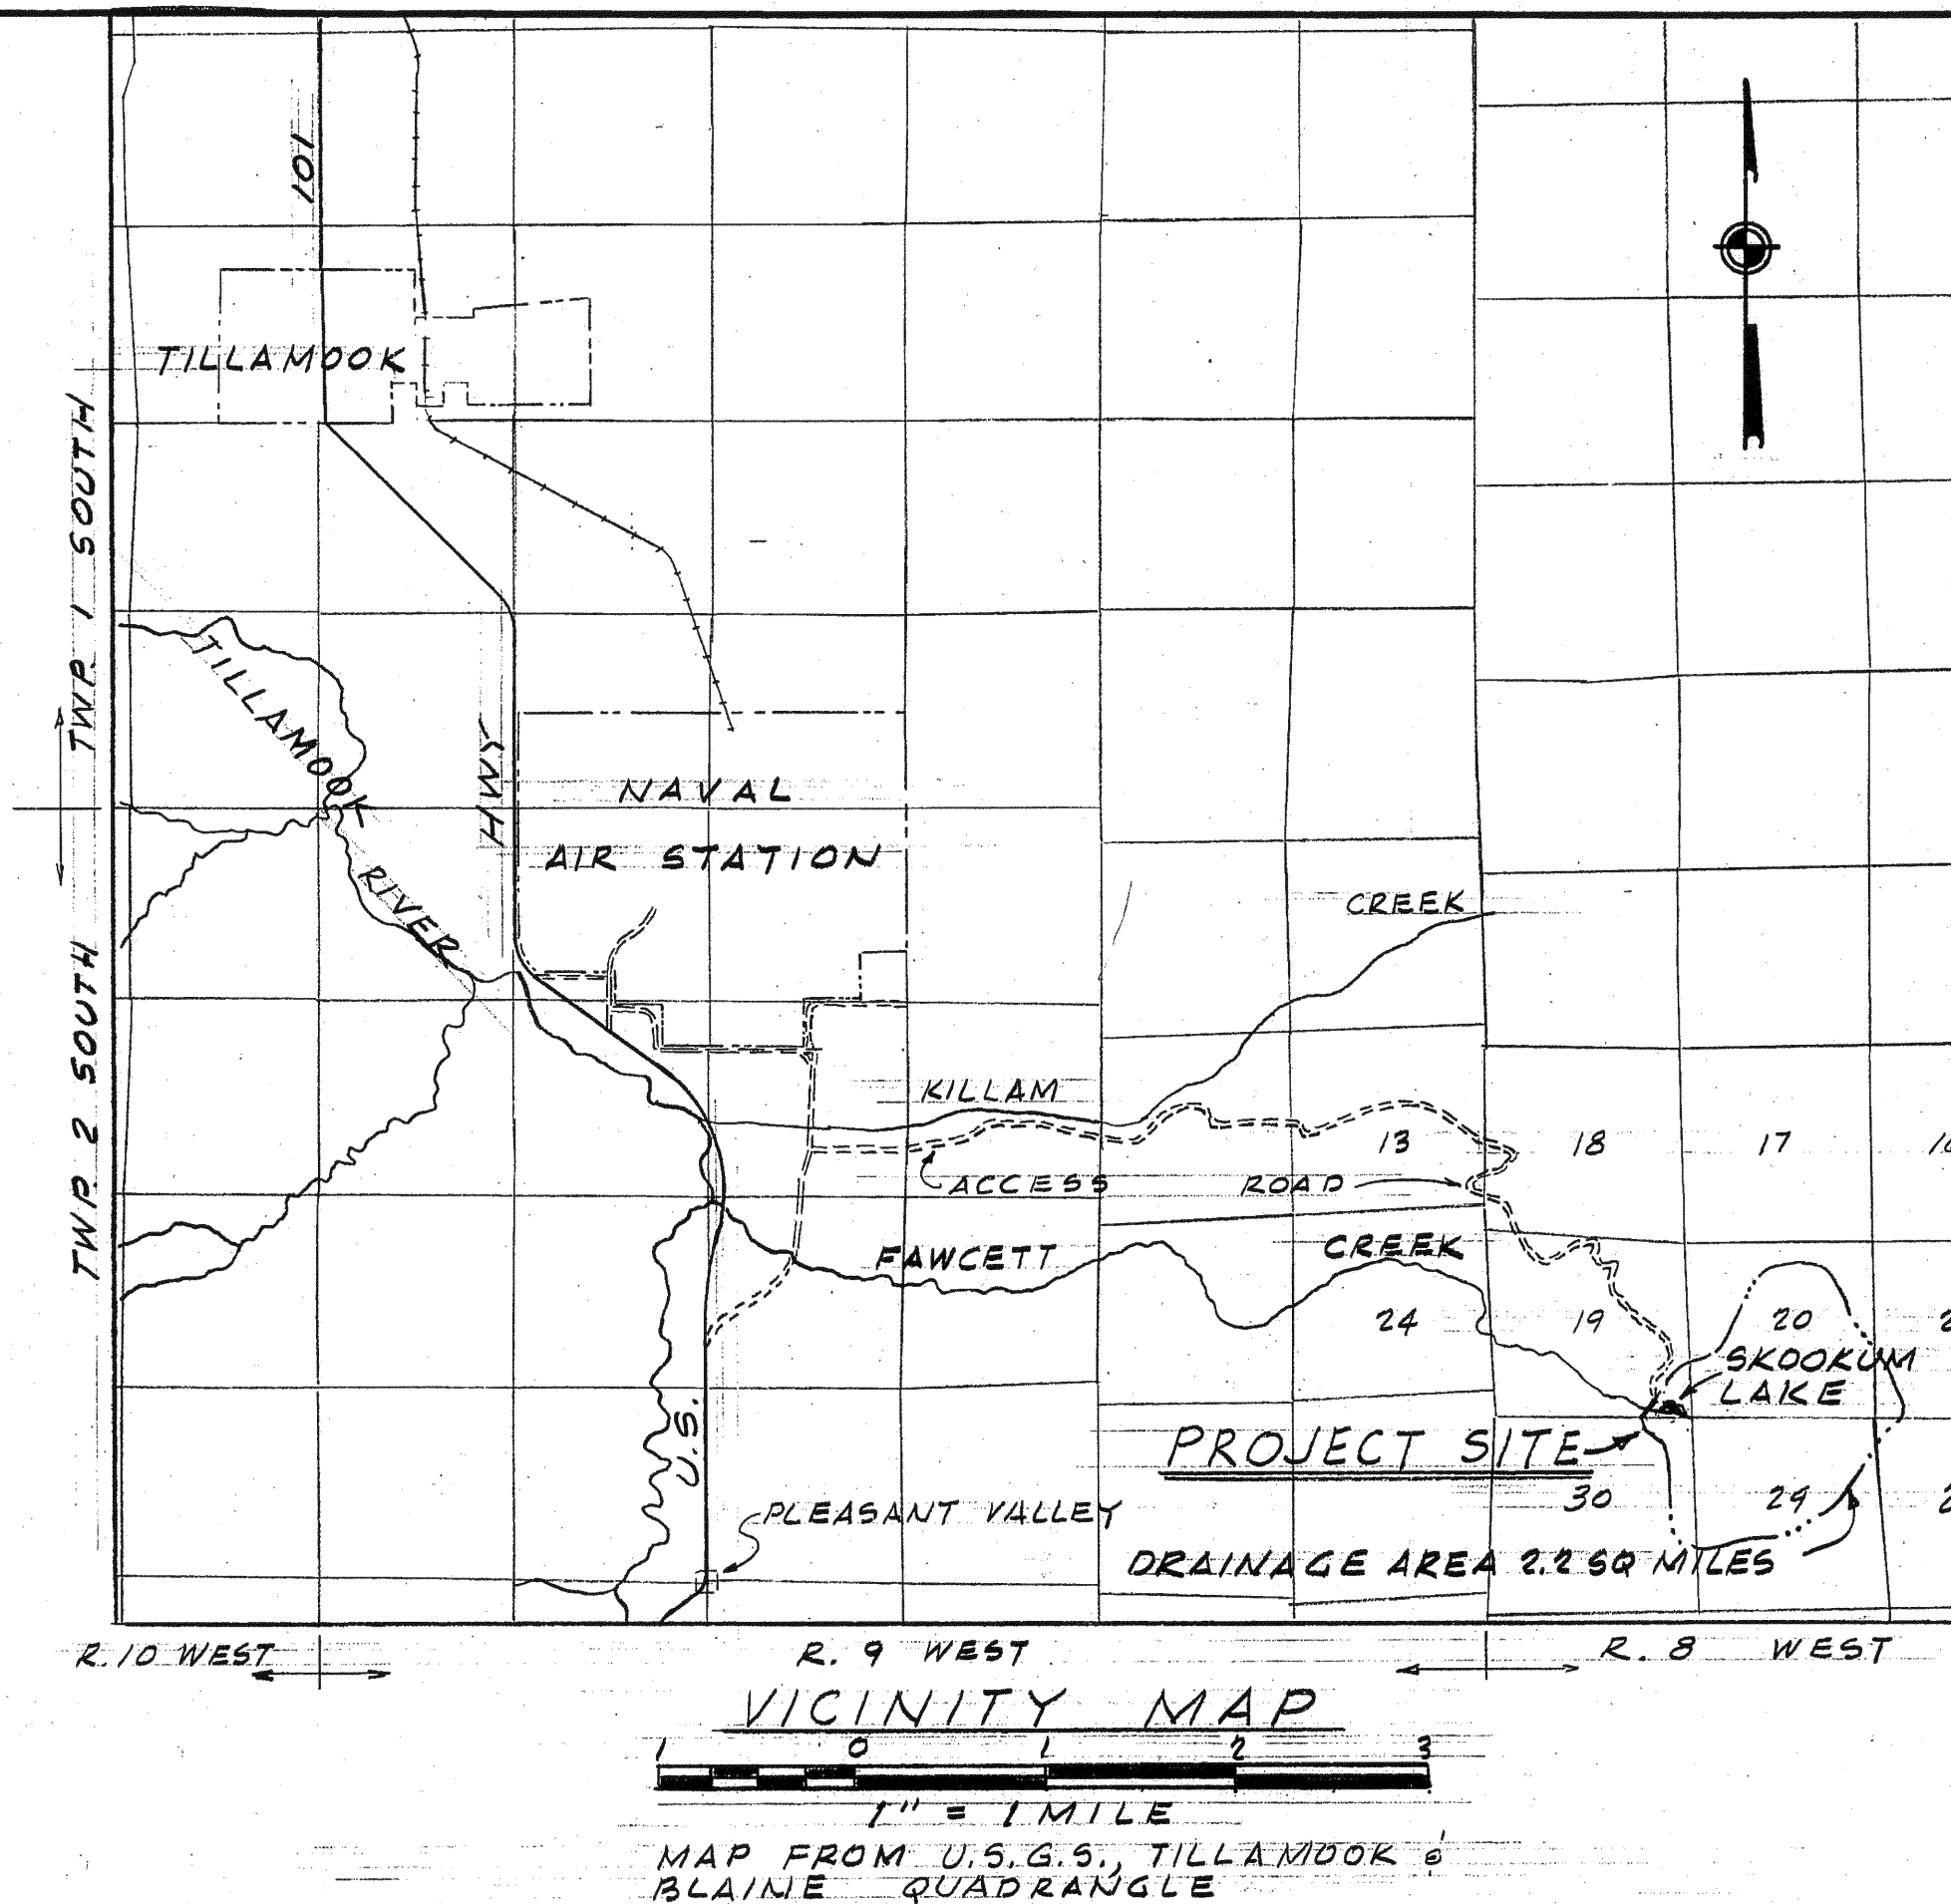 101
TILLAMOOK
TWP. 1 SOUTH
TILLAMOOK
RIVER
HWY
NAVAL
AIR STATION
TWP. 2 SOUTH
CREEK
KILLAM
13
18
17
ACCESS
ROAD
FAWCETT
CREEK
24
19
20
SKOOKUM
LAKE
U.S.
PROJECT SITE
30
29
PLEASANT VALLEY
DRAINAGE AREA 2.2 SQ MILES
R. 10 WEST
R. 9 WEST
R. 8 WEST
VICINITY MAP
1 0 1 2 3
1" = 1 MILE
MAP FROM U.S.G.S., TILLAMOOK &
BLAINE QUADRANGLE